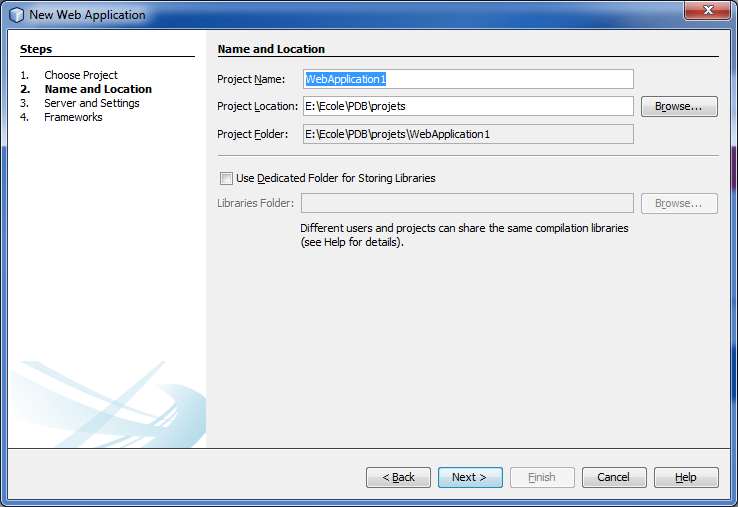 New Web Application
Steps
1. Choose Project
2. Name and Location
3. Server and Settings
4. Frameworks
Name and Location
Project Name: WebApplication1
Project Location: E:\Ecole\PDB\projets Browse...
Project Folder: E:\Ecole\PDB\projets\WebApplication1
Use Dedicated Folder for Storing Libraries
Libraries Folder: Browse...
Different users and projects can share the same compilation libraries
(see Help for details).
< Back Next > Finish Cancel Help